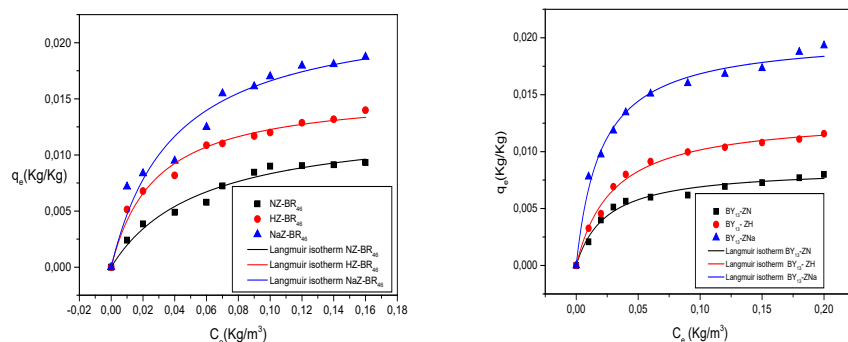 0,020
0,015
0,010
0,005
0,000
qₑ(Kg/Kg)
NZ-BR₄₆
HZ-BR₄₆
NaZ-BR₄₆
Langmuir isotherm NZ-BR₄₆
Langmuir isotherm HZ-BR₄₆
Langmuir isotherm NaZ-BR₄₆
-0,02 0,00 0,02 0,04 0,06 0,08 0,10 0,12 0,14 0,16 0,18
Cₑ(Kg/m³)
0,020
0,015
0,010
0,005
0,000
qₑ(Kg/Kg)
BY₁₃-ZN
BY₁₃- ZH
BY₁₃-ZNa
Langmuir isotherm BY₁₃-ZN
Langmuir isotherm BY₁₃- ZH
Langmuir isotherm BY₁₃-ZNa
0,00 0,05 0,10 0,15 0,20
Cₑ (Kg/m³)